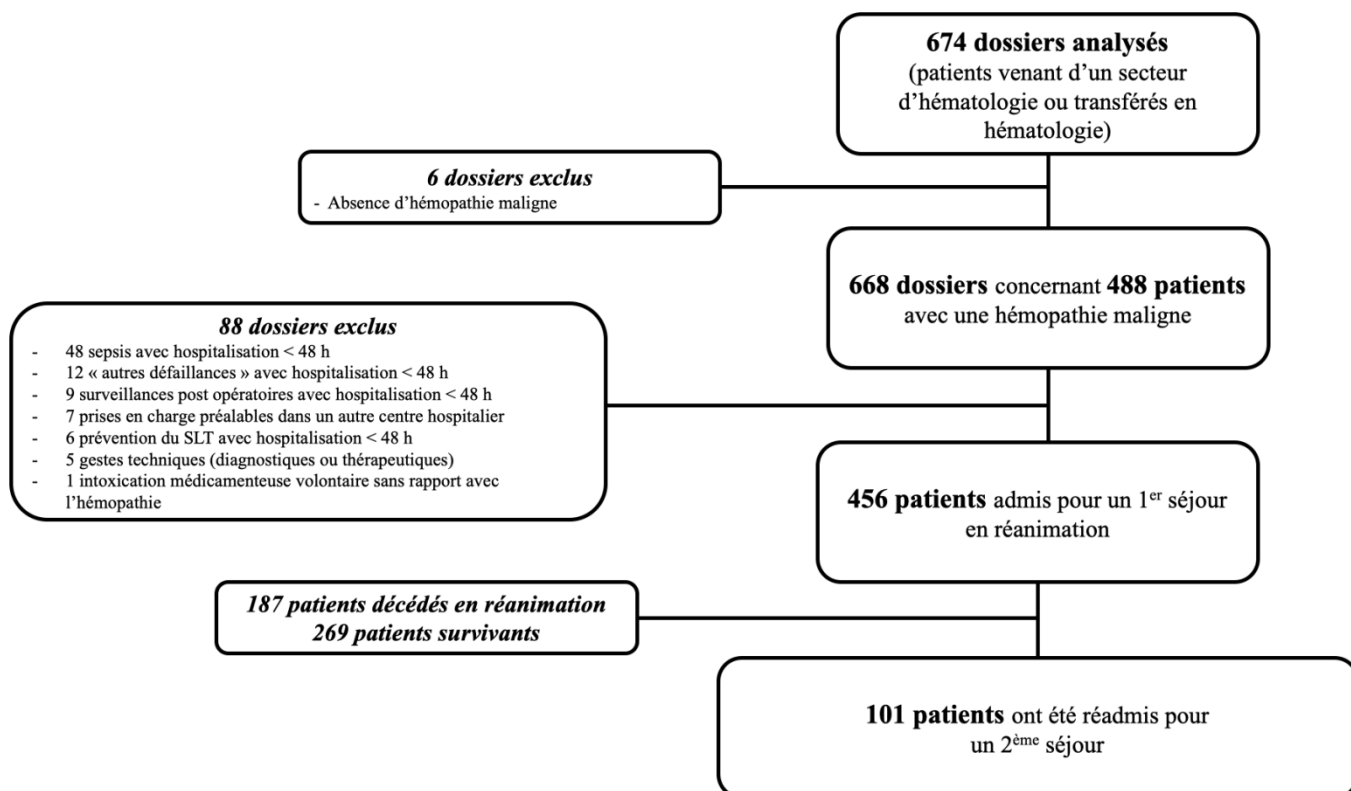 674 dossiers analysés
(patients venant d’un secteur
d’hématologie ou transférés en
hématologie)
6 dossiers exclus
- Absence d’hémopathie maligne
668 dossiers concernant 488 patients
avec une hémopathie maligne
88 dossiers exclus
- 48 sepsis avec hospitalisation < 48 h
- 12 « autres défaillances » avec hospitalisation < 48 h
- 9 surveillances post opératoires avec hospitalisation < 48 h
- 7 prises en charge préalables dans un autre centre hospitalier
- 6 prévention du SLT avec hospitalisation < 48 h
- 5 gestes techniques (diagnostiques ou thérapeutiques)
- 1 intoxication médicamenteuse volontaire sans rapport avec
l’hémopathie
456 patients admis pour un 1er séjour
en réanimation
187 patients décédés en réanimation
269 patients survivants
101 patients ont été réadmis pour
un 2ème séjour